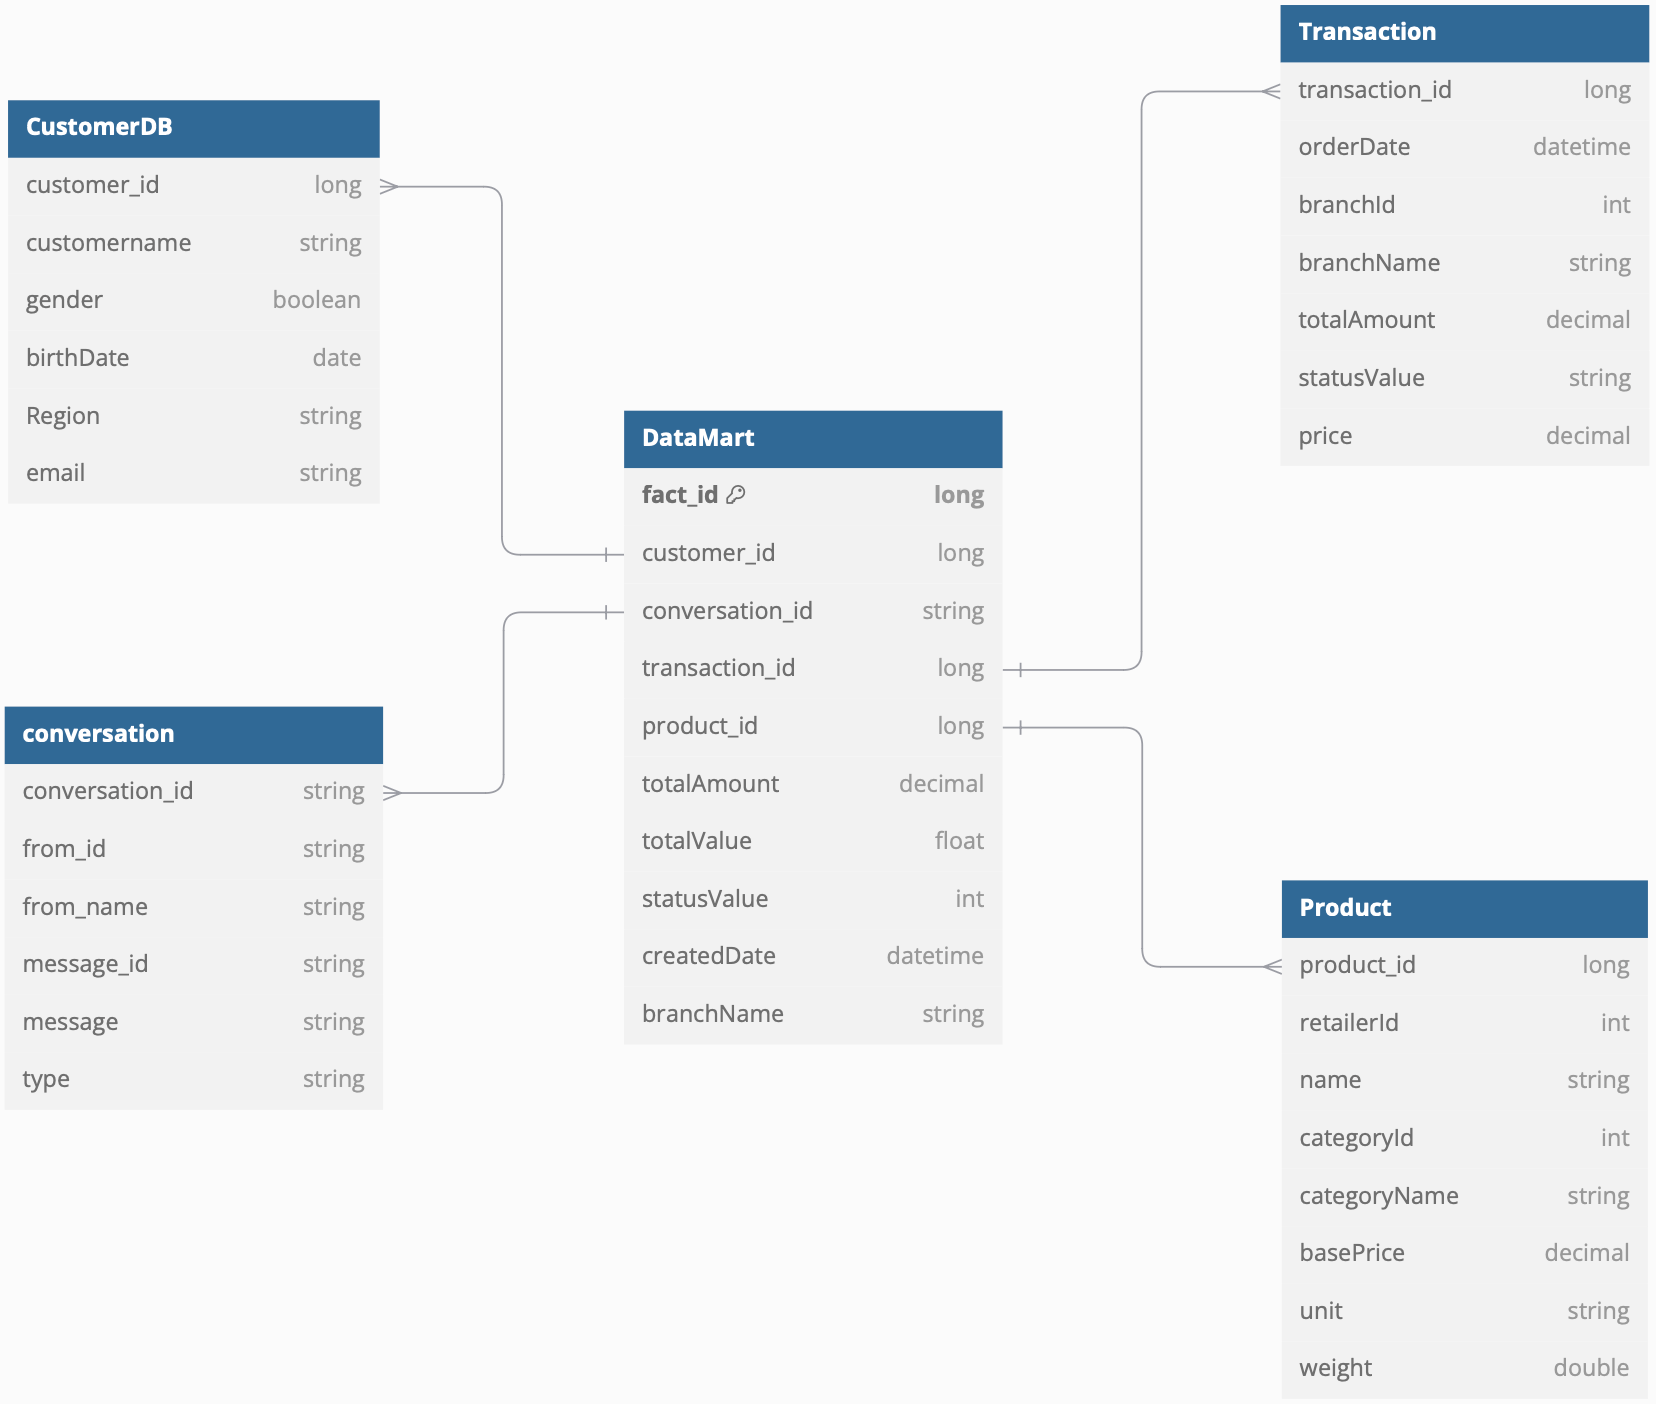 CustomerDB
customer_id long
customername string
gender boolean
birthDate date
Region string
email string
conversation
conversation_id string
from_id string
from_name string
message_id string
message string
type string
DataMart
fact_id long
customer_id long
conversation_id string
transaction_id long
product_id long
totalAmount decimal
totalValue float
statusValue int
createdDate datetime
branchName string
Transaction
transaction_id long
orderDate datetime
branchId int
branchName string
totalAmount decimal
statusValue string
price decimal
Product
product_id long
retailerId int
name string
categoryId int
categoryName string
basePrice decimal
unit string
weight double